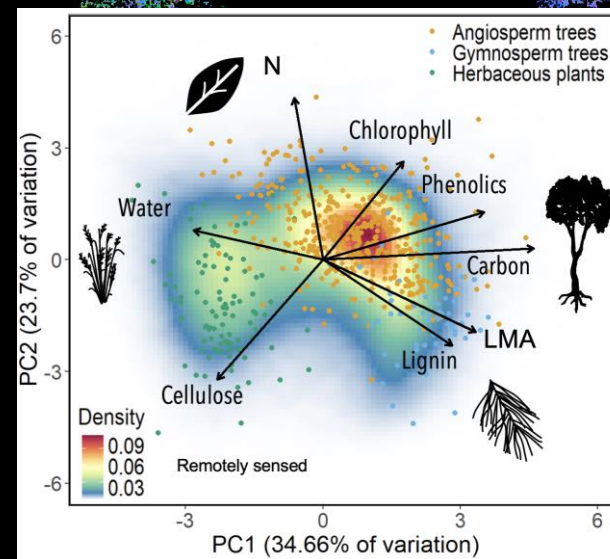 6
Angiosperm trees
Gymnosperm trees
Herbaceous plants
N
Chlorophyll
3
Phenolics
Water
0
Carbon
LMA
Lignin
-3
Cellulose
Density
0.09
0.06
0.03
Remotely sensed
-6
-3 0 3 6
PC1 (34.66% of variation)
PC2 (23.7% of variation)